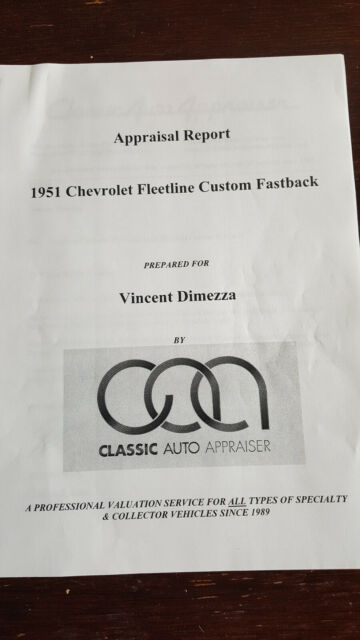 Appraisal Report
1951 Chevrolet Fleetline Custom Fastback
PREPARED FOR
Vincent Dimezza
BY
CLASSIC AUTO APPRAISER
A PROFESSIONAL VALUATION SERVICE FOR ALL TYPES OF SPECIALTY
& COLLECTOR VEHICLES SINCE 1989